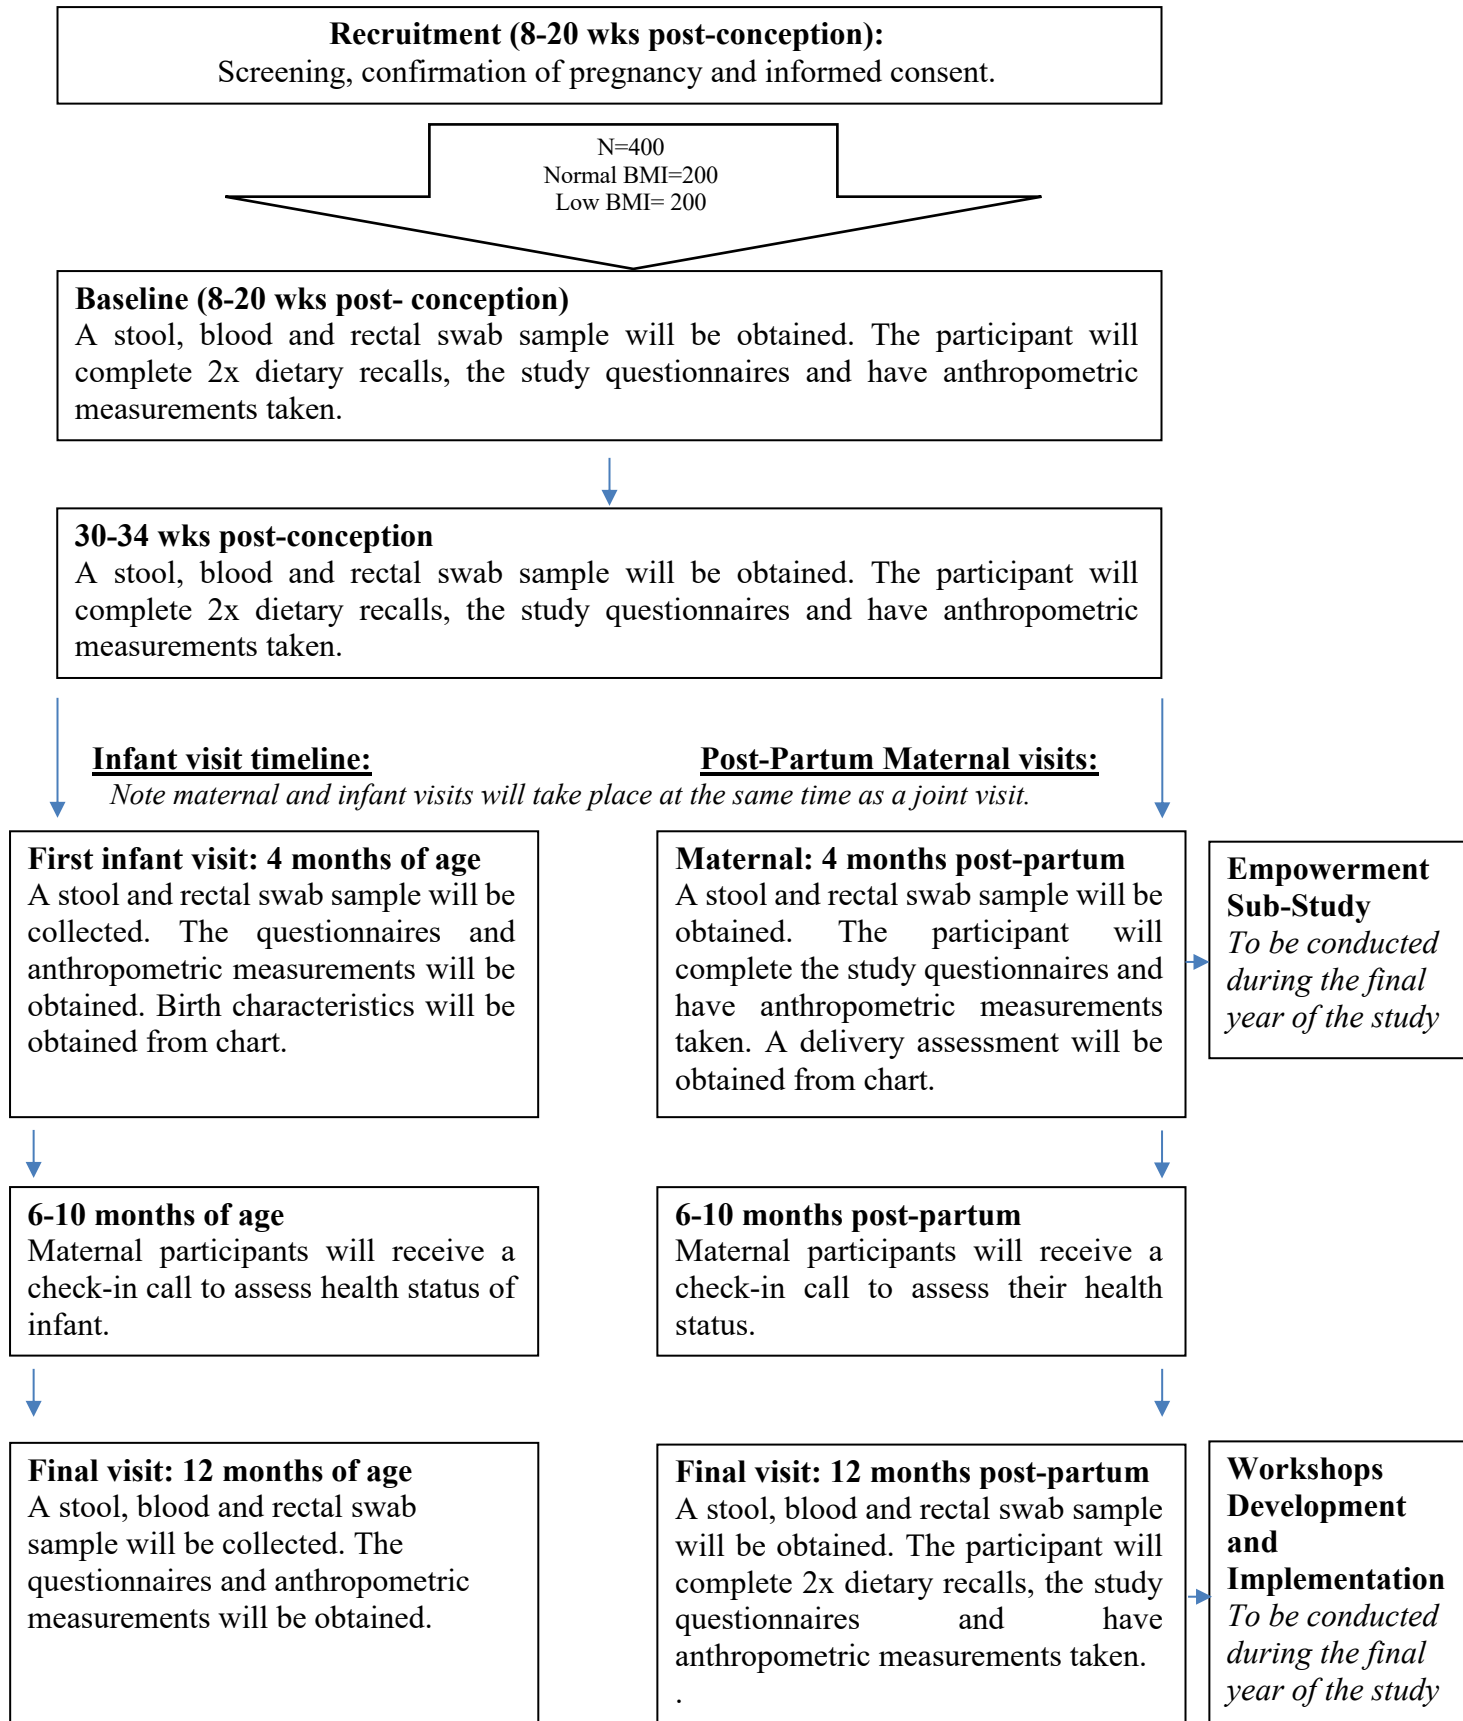 Recruitment (8-20 wks post-conception):
Screening, confirmation of pregnancy and informed consent.
N=400
Normal BMI=200
Low BMI= 200
Baseline (8-20 wks post- conception)
A stool, blood and rectal swab sample will be obtained. The participant will
complete 2x dietary recalls, the study questionnaires and have anthropometric
measurements taken.
30-34 wks post-conception
A stool, blood and rectal swab sample will be obtained. The participant will
complete 2x dietary recalls, the study questionnaires and have anthropometric
measurements taken.
Infant visit timeline:
Post-Partum Maternal visits:
Note maternal and infant visits will take place at the same time as a joint visit.
First infant visit: 4 months of age
A stool and rectal swab sample will be
collected. The questionnaires and
anthropometric measurements will be
obtained. Birth characteristics will be
obtained from chart.
Maternal: 4 months post-partum
A stool and rectal swab sample will be
obtained. The participant will
complete the study questionnaires and
have anthropometric measurements
taken. A delivery assessment will be
obtained from chart.
Empowerment
Sub-Study
To be conducted
during the final
year of the study
6-10 months of age
Maternal participants will receive a
check-in call to assess health status of
infant.
6-10 months post-partum
Maternal participants will receive a
check-in call to assess their health
status.
Final visit: 12 months of age
A stool, blood and rectal swab
sample will be collected. The
questionnaires and anthropometric
measurements will be obtained.
Final visit: 12 months post-partum
A stool, blood and rectal swab sample
will be obtained. The participant will
complete 2x dietary recalls, the study
questionnaires and have
anthropometric measurements taken.
.
Workshops
Development
and
Implementation
To be conducted
during the final
year of the study